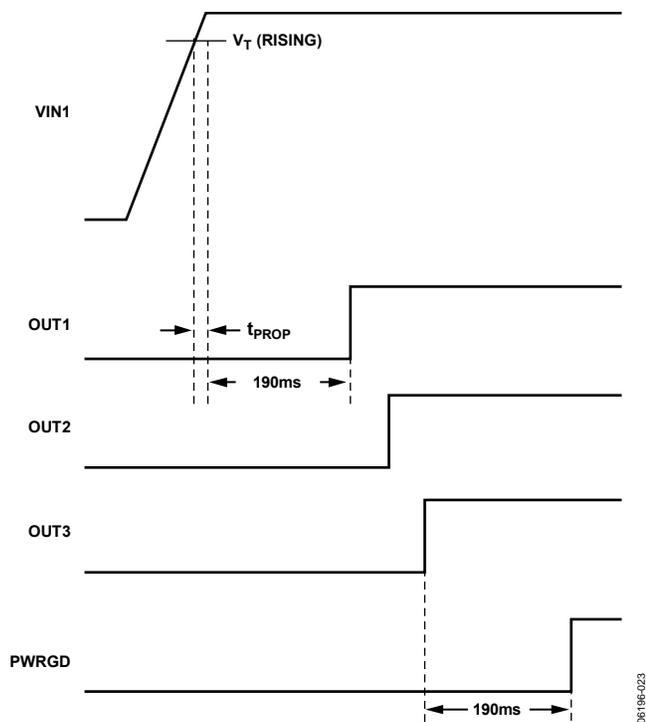 V_T (RISING)
VIN1
OUT1
t_PROP
190ms
OUT2
OUT3
PWRGD
190ms
06196-023